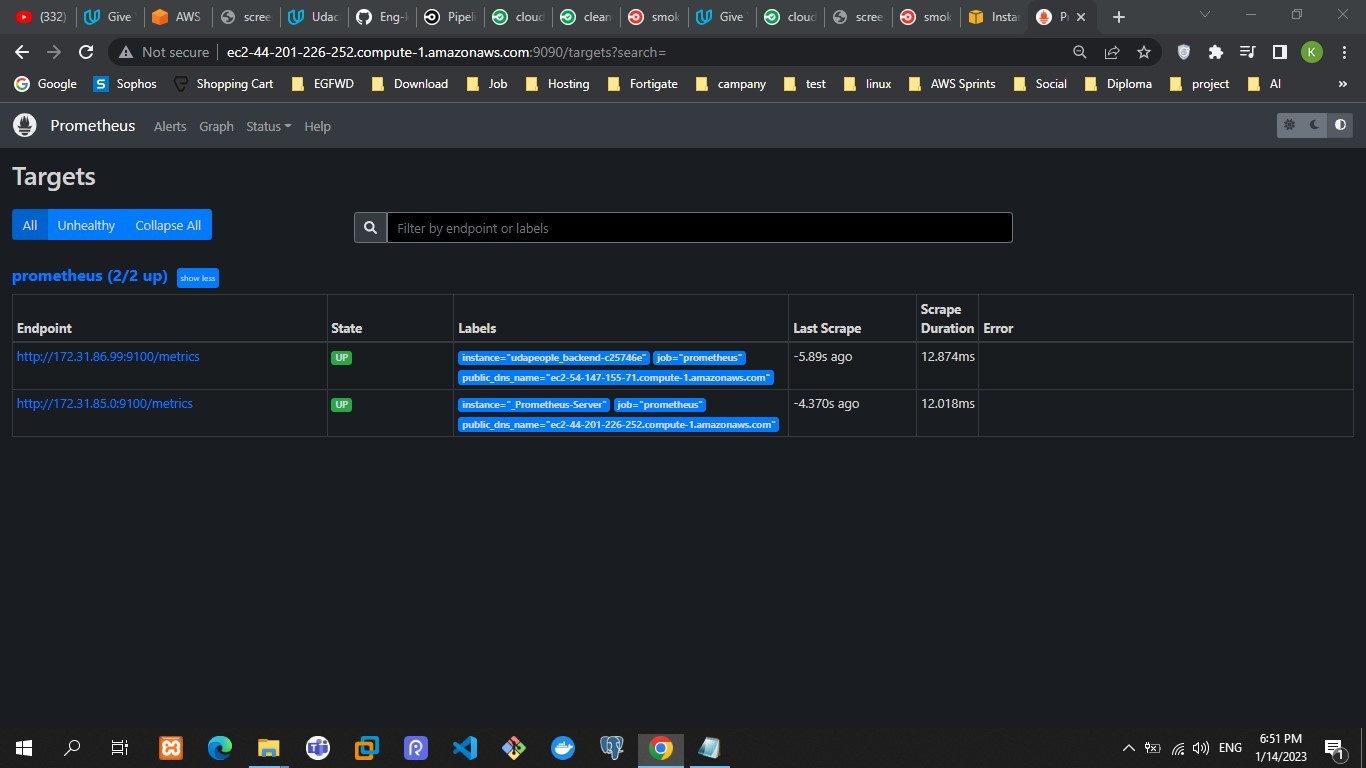 (332) Give AWS scree Udac Eng-k Pipeli cloud clean smok Give cloud scree smok Instan P
Not secure ec2-44-201-226-252.compute-1.amazonaws.com:9090/targets?search= K
Google Sophos Shopping Cart EGFWD Download Job Hosting Fortigate campany test linux AWS Sprints Social Diploma project AI »
Prometheus Alerts Graph Status Help
Targets
All Unhealthy Collapse All Filter by endpoint or labels
prometheus (2/2 up) show less
Endpoint State Labels Last Scrape Scrape Duration Error
http://172.31.86.99:9100/metrics UP instance="udapeople_backend-c25746e" job="prometheus" -5.89s ago 12.874ms
public_dns_name="ec2-54-147-155-71.compute-1.amazonaws.com"
http://172.31.85.0:9100/metrics UP instance="_Prometheus-Server" job="prometheus" -4.370s ago 12.018ms
public_dns_name="ec2-44-201-226-252.compute-1.amazonaws.com"
ENG 6:51 PM
1/14/2023 1